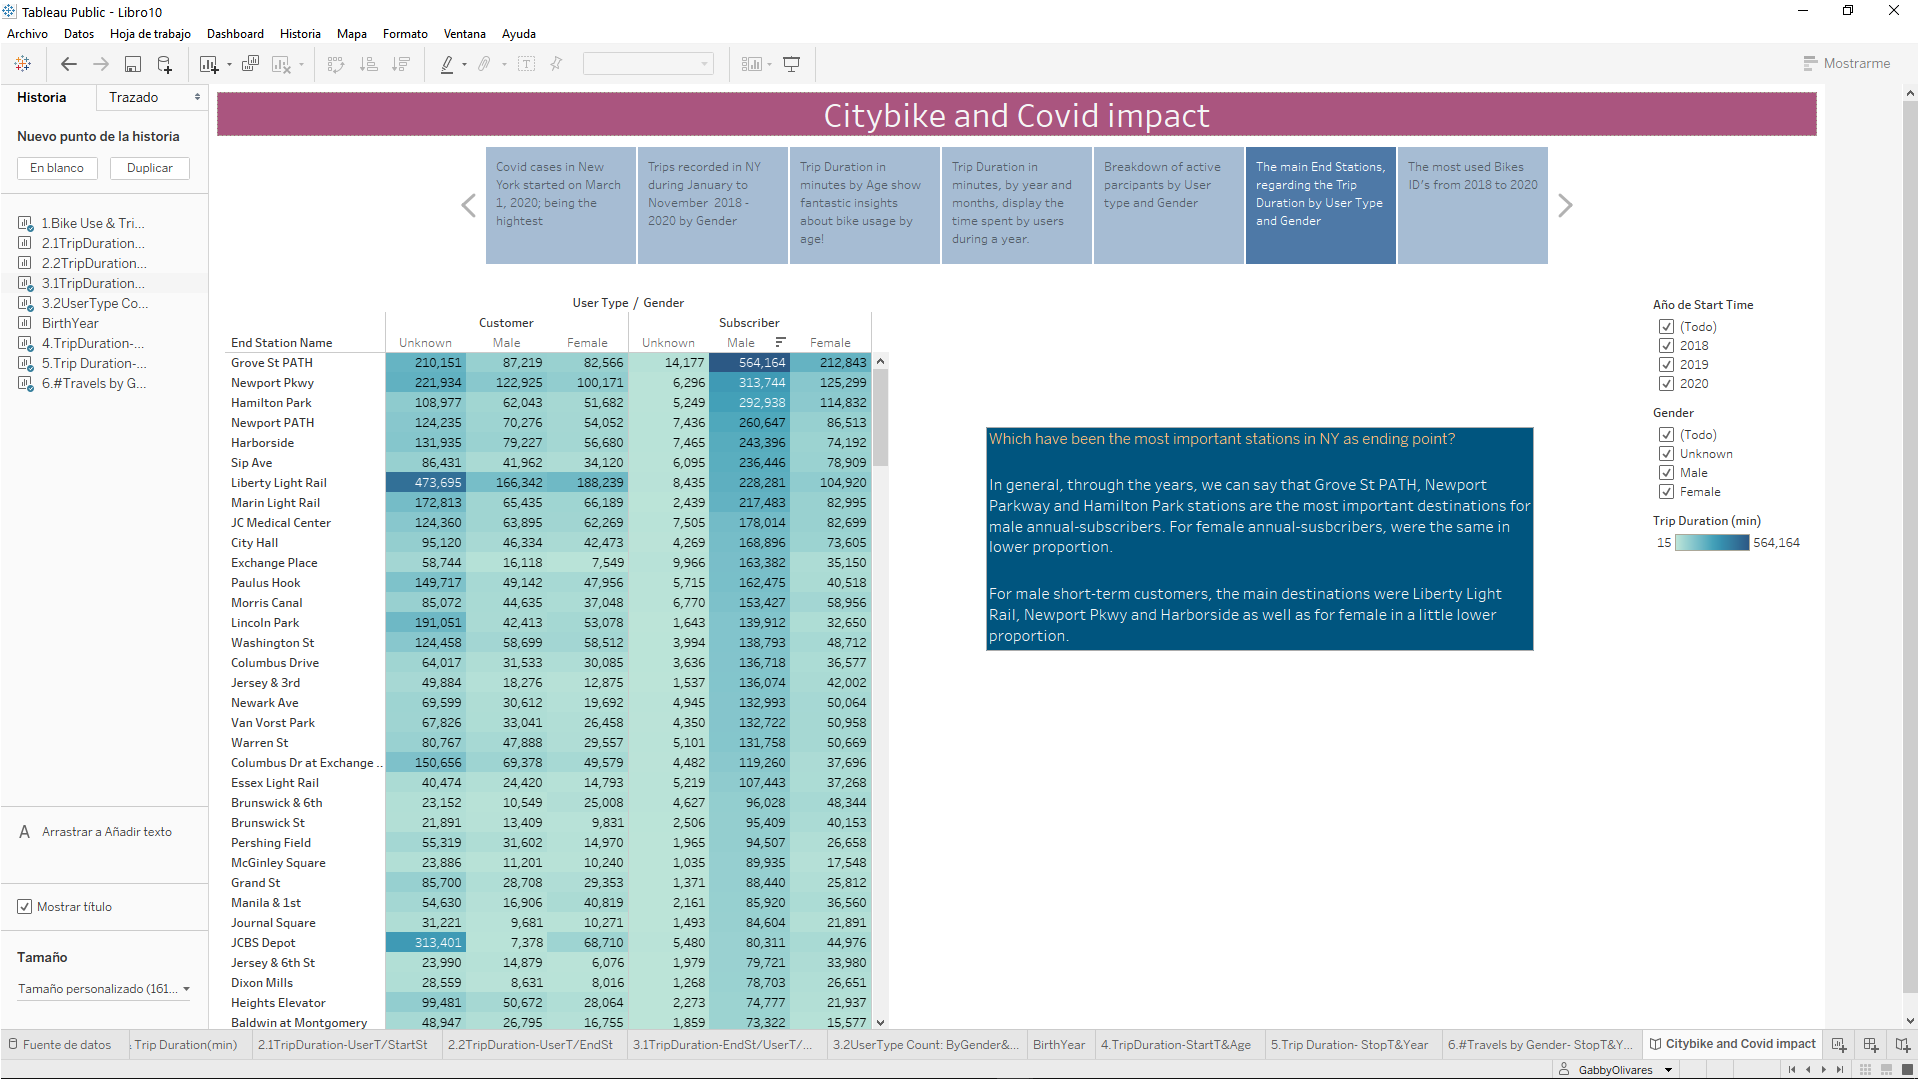 Tableau Public - Libro10
Archivo Datos Hoja de trabajo Dashboard Historia Mapa Formato Ventana Ayuda
Mostrarme
Historia Trazado
Nuevo punto de la historia
En blanco Duplicar
1.Bike Use & Tri...
2.1TripDuration...
2.2TripDuration...
3.1TripDuration...
3.2UserType Co...
BirthYear
4.TripDuration-...
5.Trip Duration-...
6.#Travels by G...
A Arrastrar a Añadir texto
Mostrar título
Tamaño
Tamaño personalizado (161...
Citybike and Covid impact
Covid cases in New
York started on March
1, 2020; being the
hightest
Trips recorded in NY
during January to
November 2018 -
2020 by Gender
Trip Duration in
minutes by Age show
fantastic insights
about bike usage by
age!
Trip Duration in
minutes, by year and
months, display the
time spent by users
during a year.
Breakdown of active
parcipants by User
type and Gender
The main End Stations,
regarding the Trip
Duration by User Type
and Gender
The most used Bikes
ID's from 2018 to 2020
User Type / Gender
Customer Subscriber
End Station Name Unknown Male Female Unknown Male Female
Grove St PATH 210,151 87,219 82,566 14,177 564,164 212,843
Newport Pkwy 221,934 122,925 100,171 6,296 313,744 125,299
Hamilton Park 108,977 62,043 51,682 5,249 292,938 114,832
Newport PATH 124,235 70,276 54,052 7,436 260,647 86,513
Harborside 131,935 79,227 56,680 7,465 243,396 74,192
Sip Ave 86,431 41,962 34,120 6,095 236,446 78,909
Liberty Light Rail 473,695 166,342 188,239 8,435 228,281 104,920
Marin Light Rail 172,813 65,435 66,189 2,439 217,483 82,995
JC Medical Center 124,360 63,895 62,269 7,505 178,014 82,699
City Hall 95,120 46,334 42,473 4,269 168,896 73,605
Exchange Place 58,744 16,118 7,549 9,966 163,382 35,150
Paulus Hook 149,717 49,142 47,956 5,715 162,475 40,518
Morris Canal 85,072 44,635 37,048 6,770 153,427 58,956
Lincoln Park 191,051 42,413 53,078 1,643 139,912 32,650
Washington St 124,458 58,699 58,512 3,994 138,793 48,712
Columbus Drive 64,017 31,533 30,085 3,636 136,718 36,577
Jersey & 3rd 49,884 18,276 12,875 1,537 136,074 42,002
Newark Ave 69,599 30,612 19,692 4,945 132,993 50,064
Van Vorst Park 67,826 33,041 26,458 4,350 132,722 50,958
Warren St 80,767 47,888 29,557 5,101 131,758 50,669
Columbus Dr at Exchange .. 150,656 69,378 49,579 4,482 119,260 37,696
Essex Light Rail 40,474 24,420 14,793 5,219 107,443 37,268
Brunswick & 6th 23,152 10,549 25,008 4,627 96,028 48,344
Brunswick St 21,891 13,409 9,831 2,506 95,409 40,153
Pershing Field 55,319 31,602 14,970 1,965 94,507 26,658
McGinley Square 23,886 11,201 10,240 1,035 89,935 17,548
Grand St 85,700 28,708 29,353 1,371 88,440 25,812
Manila & 1st 54,630 16,906 40,819 2,161 85,920 36,560
Journal Square 31,221 9,681 10,271 1,493 84,604 21,891
JCBS Depot 313,401 7,378 68,710 5,480 80,311 44,976
Jersey & 6th St 23,990 14,879 6,076 1,979 79,721 33,980
Dixon Mills 28,559 8,631 8,016 1,268 78,703 26,651
Heights Elevator 99,481 50,672 28,064 2,273 74,777 21,937
Baldwin at Montgomery 48,947 26,795 16,755 1,859 73,322 15,577
Which have been the most important stations in NY as ending point?
In general, through the years, we can say that Grove St PATH, Newport
Parkway and Hamilton Park stations are the most important destinations for
male annual-subscribers. For female annual-susbcribers, were the same in
lower proportion.
For male short-term customers, the main destinations were Liberty Light
Rail, Newport Pkwy and Harborside as well as for female in a little lower
proportion.
Año de Start Time
(Todo)
2018
2019
2020
Gender
(Todo)
Unknown
Male
Female
Trip Duration (min)
15 564,164
Fuente de datos Trip Duration(min) 2.1TripDuration-UserT/StartSt 2.2TripDuration-UserT/EndSt 3.1TripDuration-EndSt/UserT/... 3.2UserType Count: ByGender&... BirthYear 4.TripDuration-StartT&Age 5.Trip Duration- StopT&Year 6.#Travels by Gender- StopT&Y... Citybike and Covid impact
GabbyOlivares